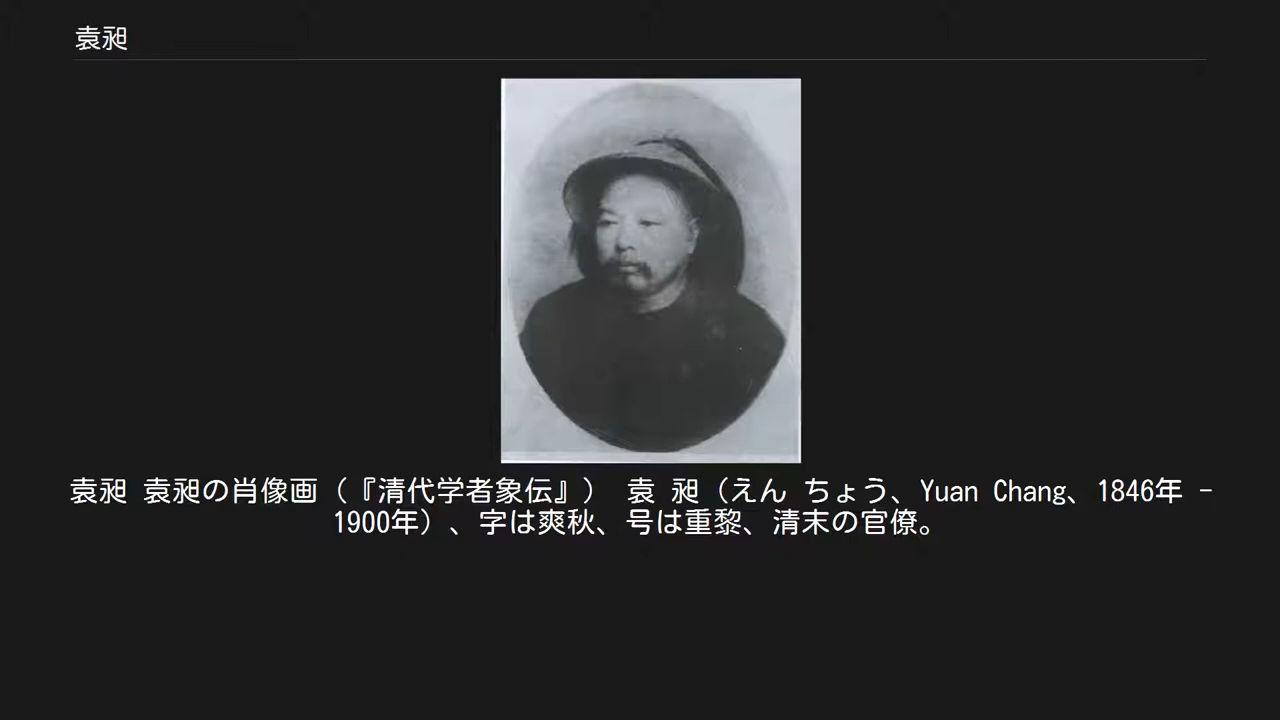 袁昶
袁昶 袁昶の肖像画（『清代学者象伝』） 袁 昶（えん ちょう、Yuan Chang、1846年 -
1900年）、字は爽秋、号は重黎、清末の官僚。